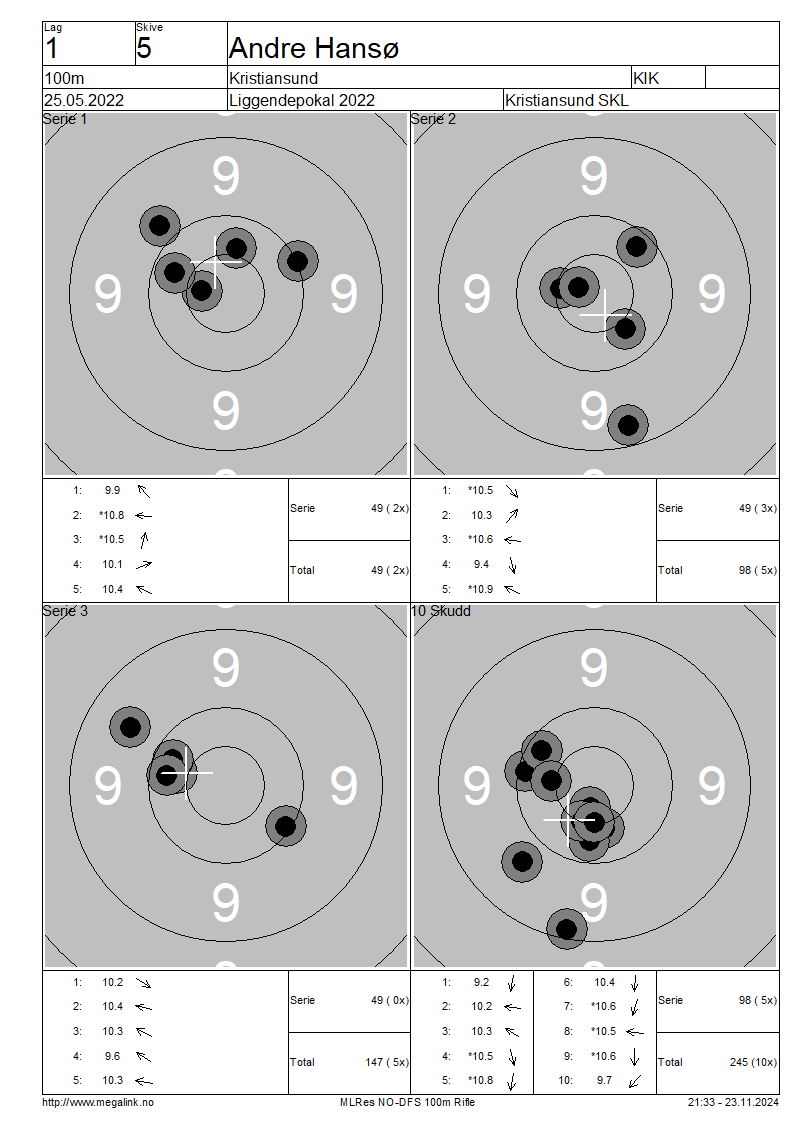 Lag Skive
1 5 Andre Hansø
100m Kristiansund KIK
25.05.2022 Liggendepokal 2022 Kristiansund SKL
Serie 1 Serie 2
9 9
9 9 9 9
9 9
1: 9.9
2: *10.8
3: *10.5
4: 10.1
5: 10.4
Serie 49 ( 2x)
Total 49 ( 2x)
1: *10.5
2: 10.3
3: *10.6
4: 9.4
5: *10.9
Serie 49 ( 3x)
Total 98 ( 5x)
Serie 3 10 Skudd
9 9
9 9 9 9
9 9
1: 10.2
2: 10.4
3: 10.3
4: 9.6
5: 10.3
Serie 49 ( 0x)
Total 147 ( 5x)
1: 9.2
2: 10.2
3: 10.3
4: *10.5
5: *10.8
6: 10.4
7: *10.6
8: *10.5
9: *10.6
10: 9.7
Serie 98 ( 5x)
Total 245 (10x)
http://www.megalink.no MLRes NO-DFS 100m Rifle 21:33 - 23.11.2024